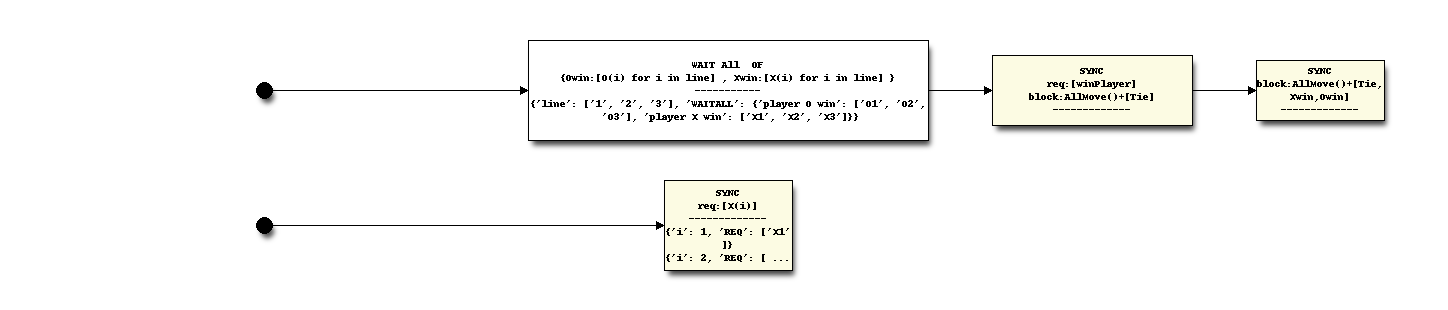 WAIT All OF
{Owin:[O(i) for i in line] , Xwin:[X(i) for i in line] }
-----------
{'line': ['1', '2', '3'], 'WAITALL': {'player O win': ['O1', 'O2',
'O3'], 'player X win': ['X1', 'X2', 'X3']}}
SYNC
req:[winPlayer]
block:AllMove()+[Tie]
-------------
SYNC
block:AllMove()+[Tie,
Xwin,Owin]
-------------
SYNC
req:[X(i)]
-------------
{'i': 1, 'REQ': ['X1'
]}
{'i': 2, 'REQ': [ ...